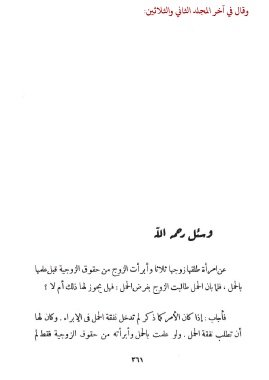 وقال في آخر المجلد الثاني والثلاثين:
وسئل رحمه الله
عن امرأة طلقها زوجها ثلاثا وأبرأت الزوج من حقوق الزوجية قبل علمها
بالحمل ، فلما بان الحمل طالبت الزوج بفرض الحمل : فهل يجوز لها ذلك أم لا ؟
فأجاب : إذا كان الأمر كما ذكر لم تدخل نفقة الحمل في الإبراء . وكان لها
أن تطلب نفقة الحمل . ولو علمت بالحمل وأبرأته من حقوق الزوجية فقط لم
٣٦١